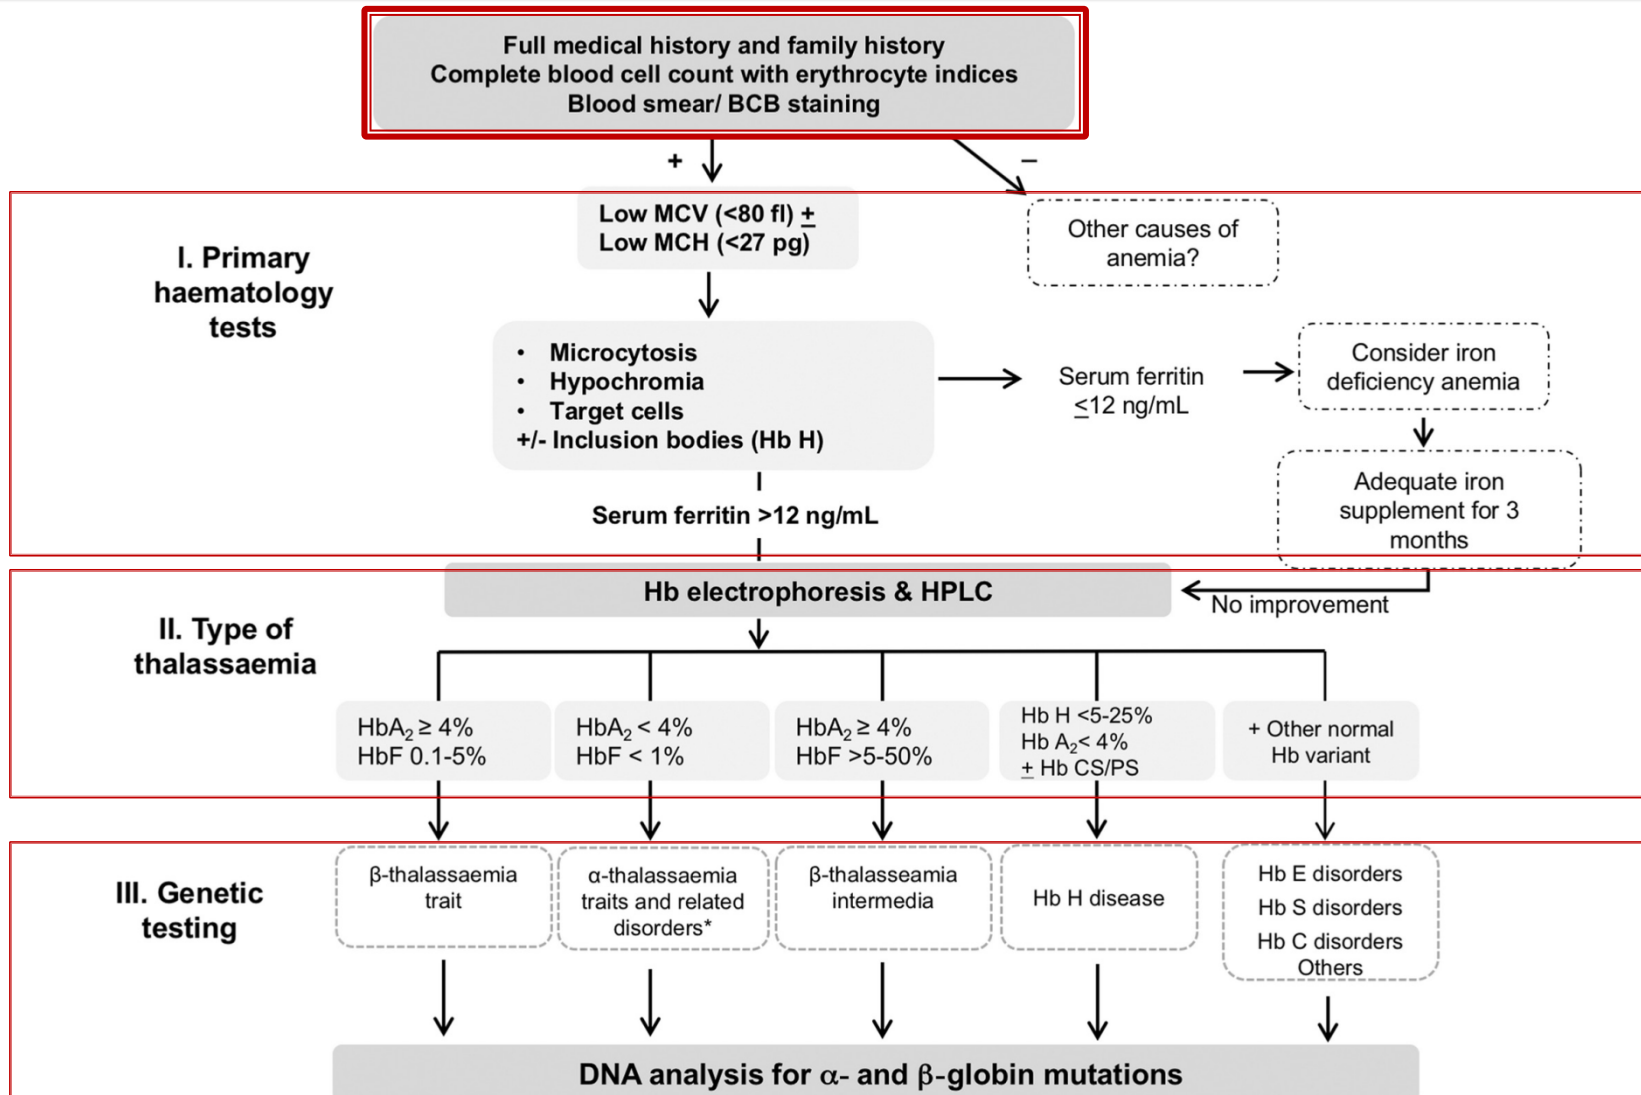 Full medical history and family history
Complete blood cell count with erythrocyte indices
Blood smear/ BCB staining
+
–
I. Primary
haematology
tests
Low MCV (<80 fl) ±
Low MCH (<27 pg)
Other causes of
anemia?
• Microcytosis
• Hypochromia
• Target cells
+/- Inclusion bodies (Hb H)
Serum ferritin
≤12 ng/mL
Consider iron
deficiency anemia
Adequate iron
supplement for 3
months
Serum ferritin >12 ng/mL
II. Type of
thalassaemia
Hb electrophoresis & HPLC
No improvement
HbA₂ ≥ 4%
HbF 0.1-5%
HbA₂ < 4%
HbF < 1%
HbA₂ ≥ 4%
HbF >5-50%
Hb H <5-25%
Hb A₂< 4%
± Hb CS/PS
+ Other normal
Hb variant
III. Genetic
testing
β-thalassaemia
trait
α-thalassaemia
traits and related
disorders*
β-thalasseamia
intermedia
Hb H disease
Hb E disorders
Hb S disorders
Hb C disorders
Others
DNA analysis for α- and β-globin mutations